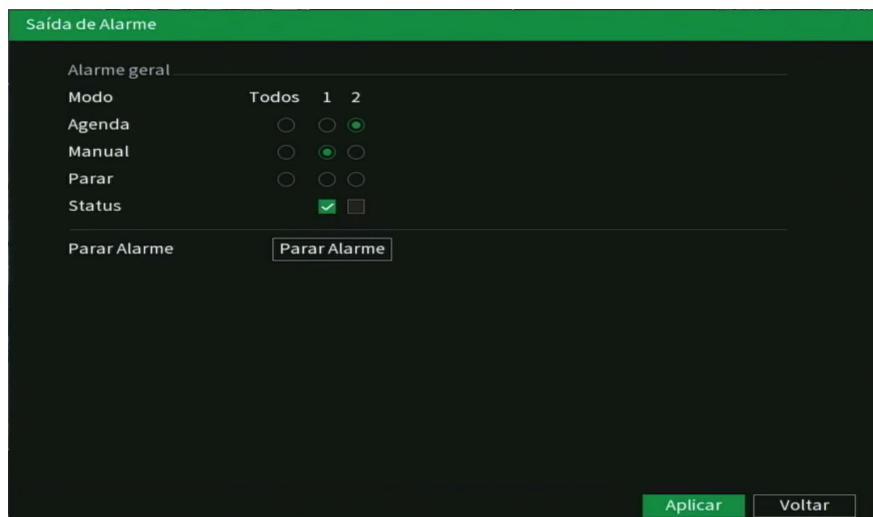 Saída de Alarme
Alarme geral
Modo Todos 1 2
Agenda
Manual
Parar
Status
Parar Alarme Parar Alarme
Aplicar Voltar